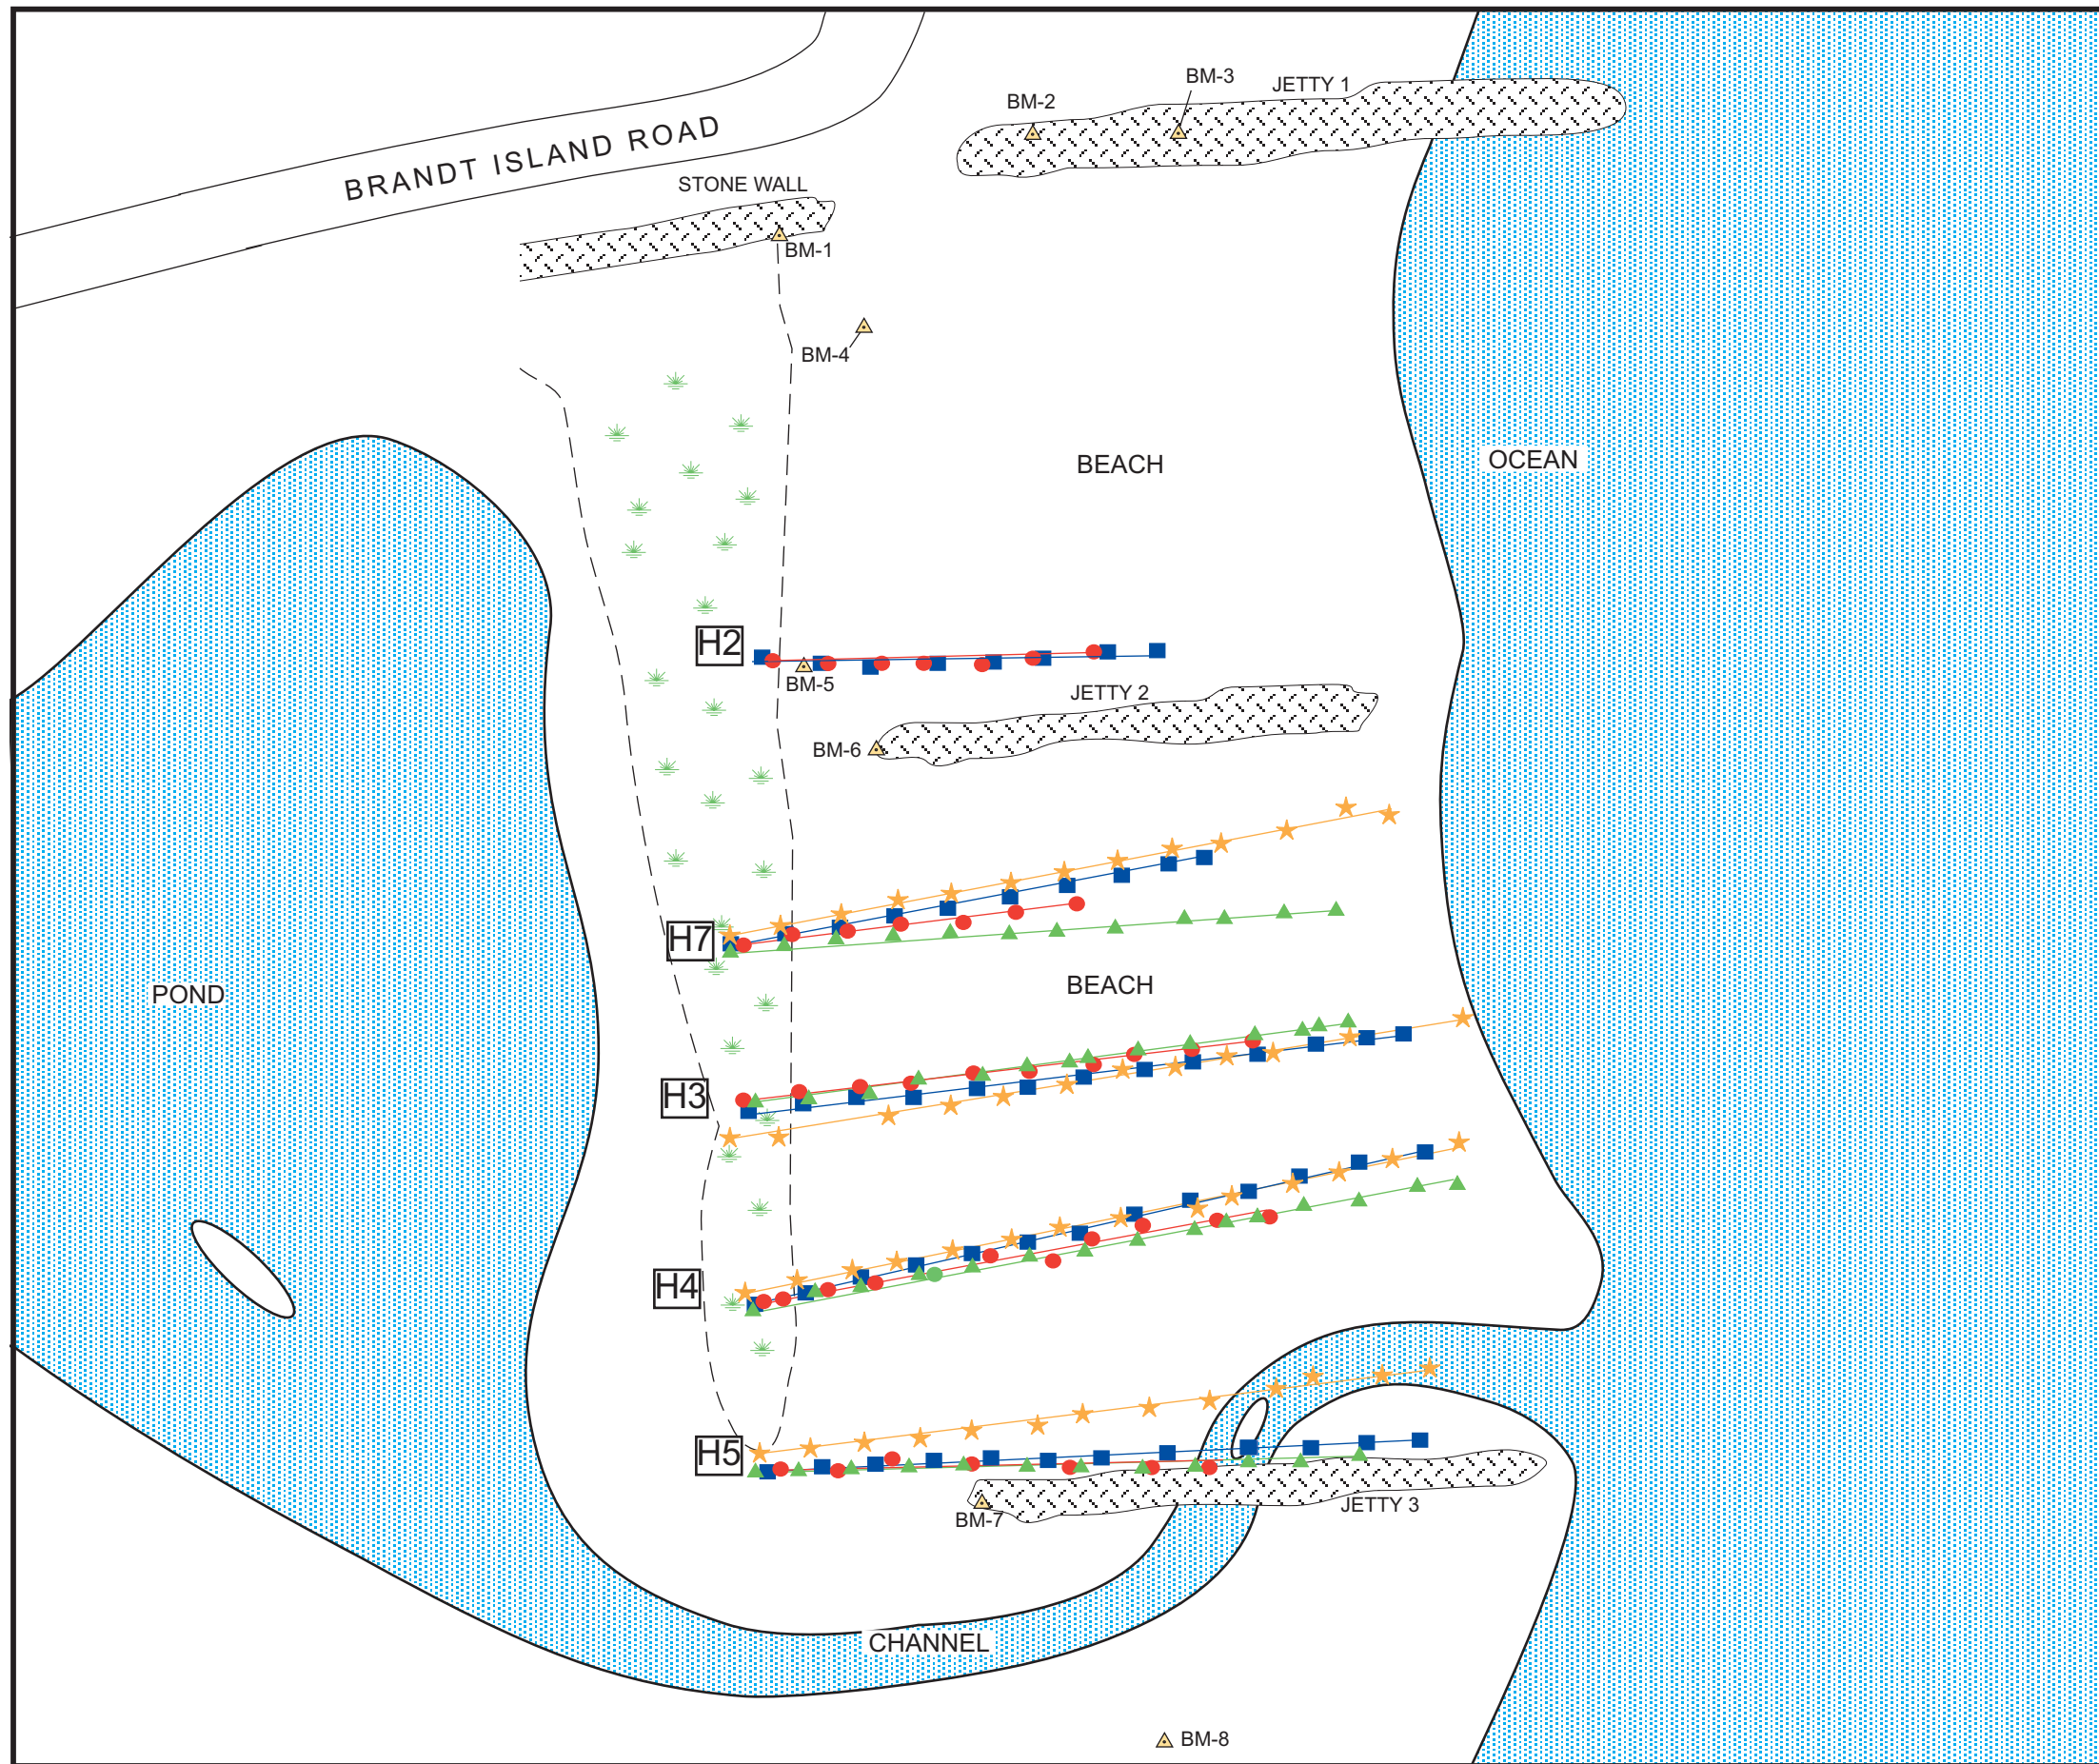 BM-3
JETTY 1
BM-2
BRANDT ISLAND ROAD
STONE WALL
BM-1
BM-4
BEACH
OCEAN
H2
BM-5
JETTY 2
BM-6
H7
BEACH
POND
H3
H4
H5
JETTY 3
BM-7
CHANNEL
BM-8